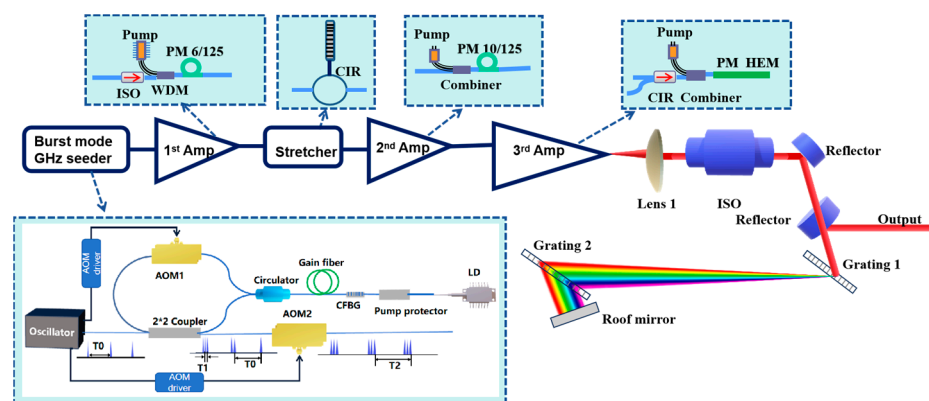 Pump
PM 6/125
ISO
WDM
CIR
Pump
PM 10/125
Combiner
Pump
PM HEM
CIR Combiner
Burst mode
GHz seeder
1st Amp
Stretcher
2nd Amp
3rd Amp
Lens 1
ISO
Reflector
Reflector
Output
Grating 2
Grating 1
Roof mirror
AOM
driver
AOM1
Circulator
Gain fiber
CFBG
Pump protector
LD
Oscillator
2*2 Coupler
AOM2
T0
T1
T0
T2
AOM
driver